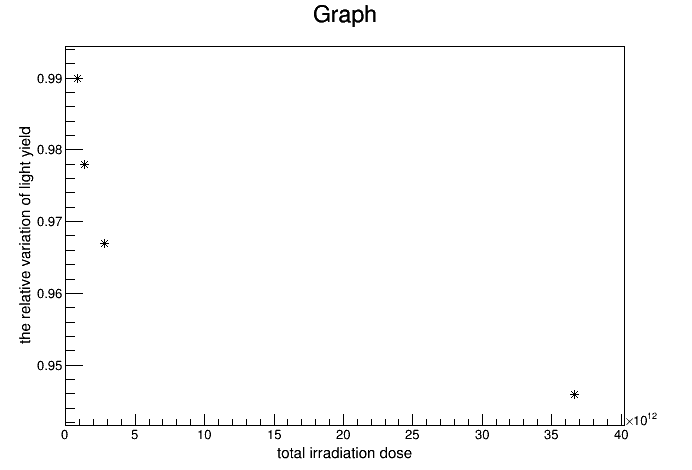 Graph
the relative variation of light yield
0.99
0.98
0.97
0.96
0.95
0 5 10 15 20 25 30 35 40
×10¹²
total irradiation dose